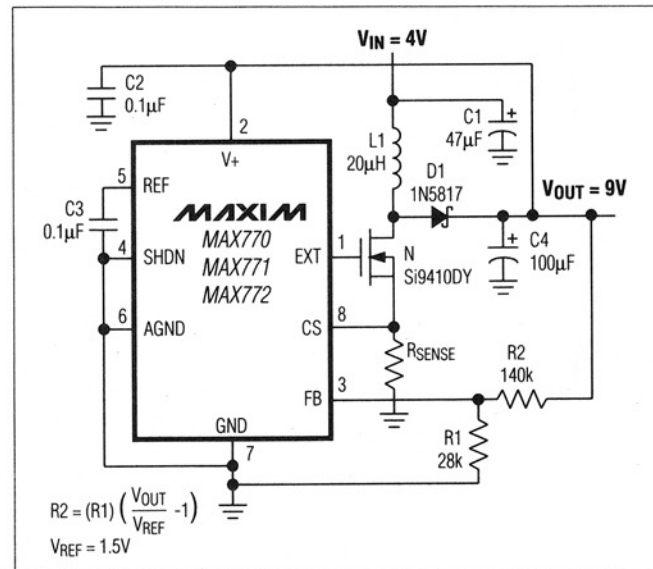 V_IN = 4V
C2
0.1µF
2
V+
L1
20µH
C1
47µF
D1
1N5817
V_OUT = 9V
5
REF
C3
0.1µF
MAXIM
MAX770
MAX771
MAX772
4
SHDN
EXT
1
N
Si9410DY
C4
100µF
6
AGND
CS
8
R_SENSE
R2
140k
FB
3
GND
7
R1
28k
R2 = (R1) (V_OUT/V_REF -1)
V_REF = 1.5V